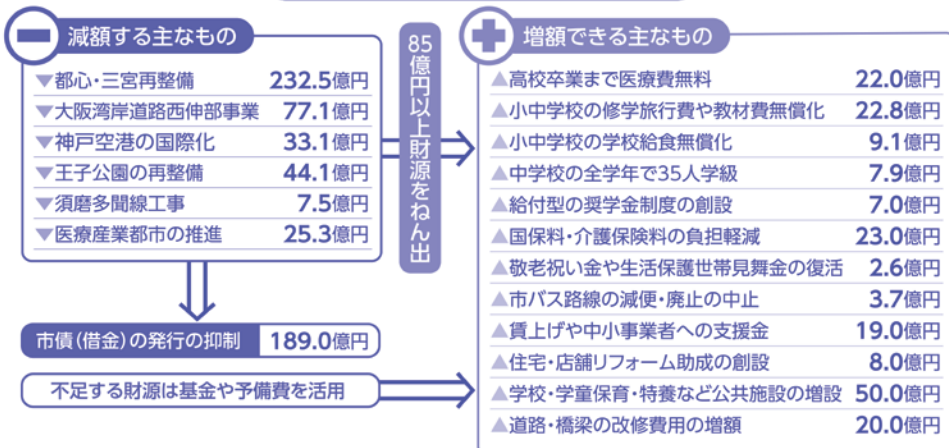 減額する主なもの
▼都心・三宮再整備 232.5億円
▼大阪湾岸道路西伸部事業 77.1億円
▼神戸空港の国際化 33.1億円
▼王子公園の再整備 44.1億円
▼須磨多聞線工事 7.5億円
▼医療産業都市の推進 25.3億円
市債(借金)の発行の抑制 189.0億円
不足する財源は基金や予備費を活用
85億円以上財源をねん出
増額できる主なもの
▲高校卒業まで医療費無料 22.0億円
▲小中学校の修学旅行費や教材費無償化 22.8億円
▲小中学校の学校給食無償化 9.1億円
▲中学校の全学年で35人学級 7.9億円
▲給付型の奨学金制度の創設 7.0億円
▲国保料・介護保険料の負担軽減 23.0億円
▲敬老祝い金や生活保護世帯見舞金の復活 2.6億円
▲市バス路線の減便・廃止の中止 3.7億円
▲賃上げや中小事業者への支援金 19.0億円
▲住宅・店舗リフォーム助成の創設 8.0億円
▲学校・学童保育・特養など公共施設の増設 50.0億円
▲道路・橋梁の改修費用の増額 20.0億円